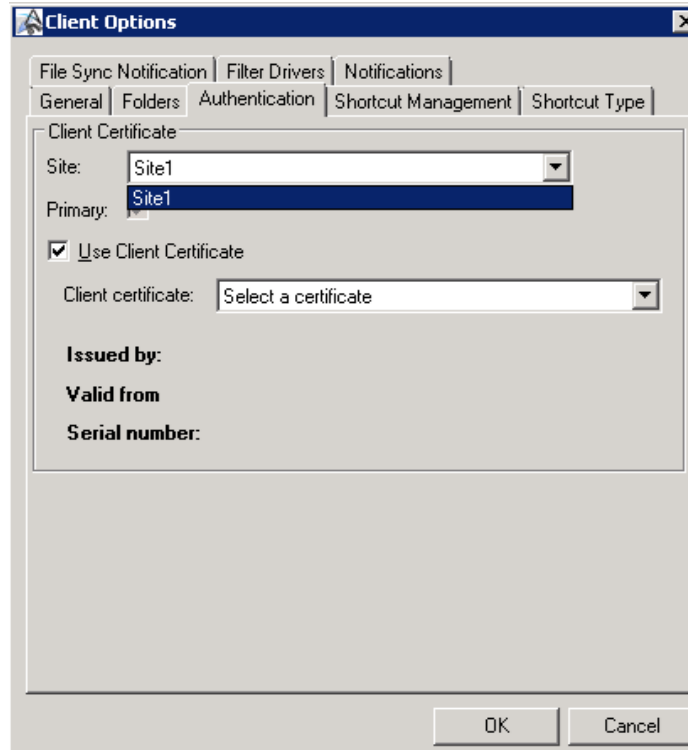 Client Options
File Sync Notification Filter Drivers Notifications
General Folders Authentication Shortcut Management Shortcut Type
Client Certificate
Site: Site1
Site1
Primary:
Use Client Certificate
Client certificate: Select a certificate
Issued by:
Valid from
Serial number:
OK Cancel